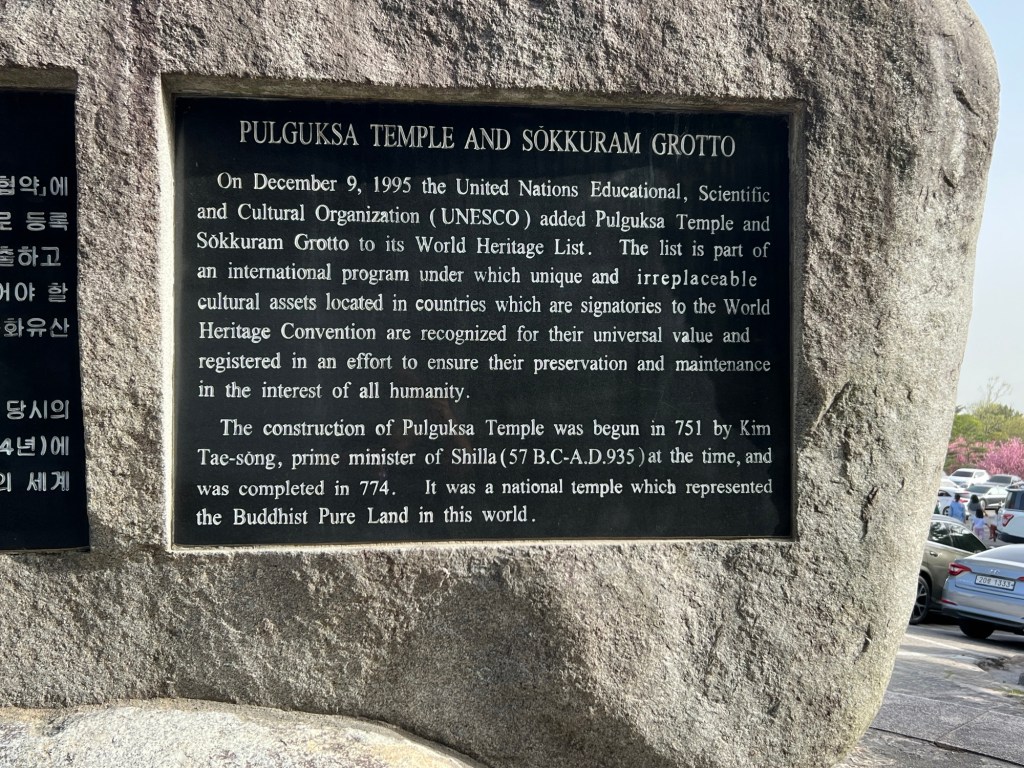 협약」에
로 등록
출하고
어야 할
화유산
당시의
4년)에
의 세계
PULGUKSA TEMPLE AND SŎKKURAM GROTTO
On December 9, 1995 the United Nations Educational, Scientific
and Cultural Organization (UNESCO) added Pulguksa Temple and
Sŏkkuram Grotto to its World Heritage List. The list is part of
an international program under which unique and irreplaceable
cultural assets located in countries which are signatories to the World
Heritage Convention are recognized for their universal value and
registered in an effort to ensure their preservation and maintenance
in the interest of all humanity.
The construction of Pulguksa Temple was begun in 751 by Kim
Tae-sŏng, prime minister of Shilla (57 B.C-A.D.935) at the time, and
was completed in 774. It was a national temple which represented
the Buddhist Pure Land in this world.